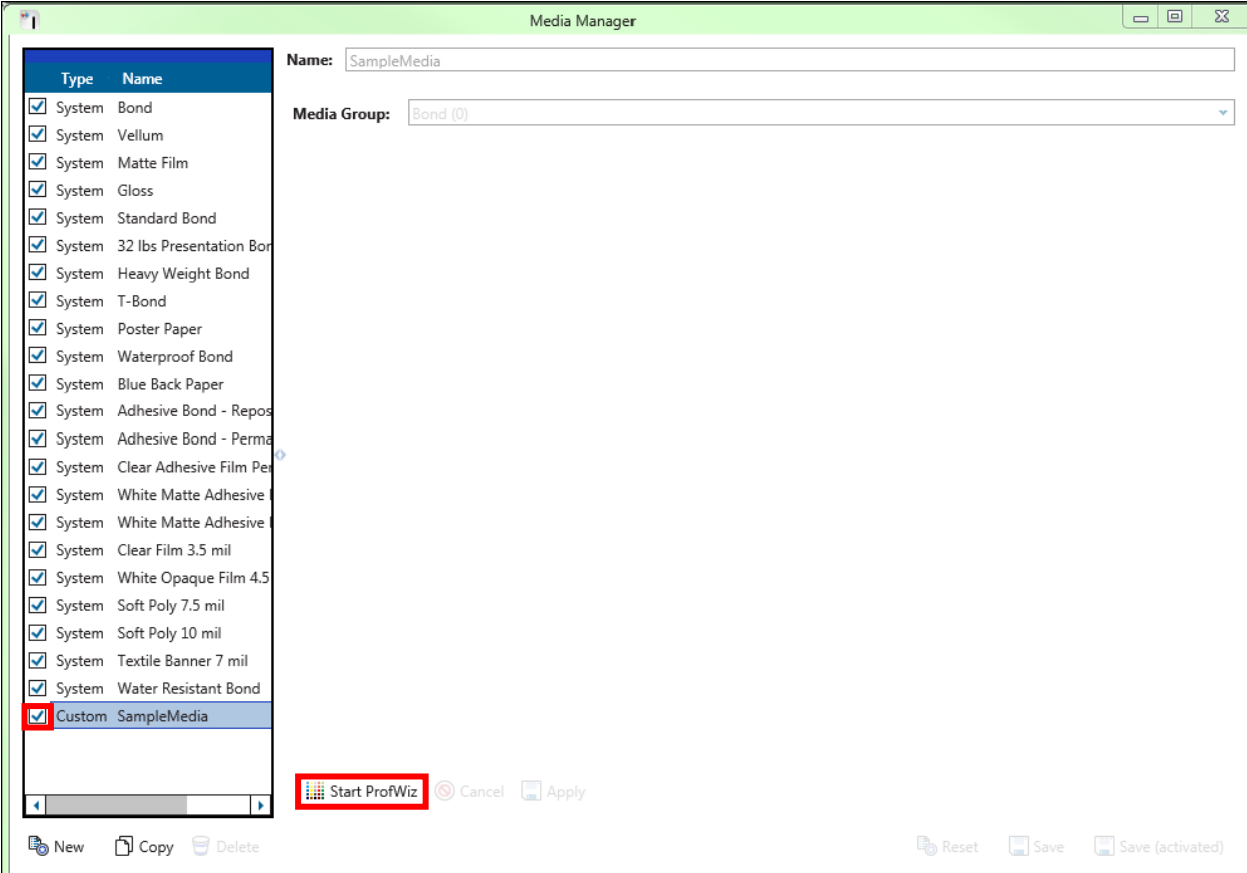 Media Manager
Name: SampleMedia
Type Name
Media Group: Bond (0)
System Bond
System Vellum
System Matte Film
System Gloss
System Standard Bond
System 32 lbs Presentation Bon
System Heavy Weight Bond
System T-Bond
System Poster Paper
System Waterproof Bond
System Blue Back Paper
System Adhesive Bond - Repos
System Adhesive Bond - Perma
System Clear Adhesive Film Per
System White Matte Adhesive
System White Matte Adhesive
System Clear Film 3.5 mil
System White Opaque Film 4.5
System Soft Poly 7.5 mil
System Soft Poly 10 mil
System Textile Banner 7 mil
System Water Resistant Bond
Custom SampleMedia
Start ProfWiz Cancel Apply
New Copy Delete Reset Save Save (activated)